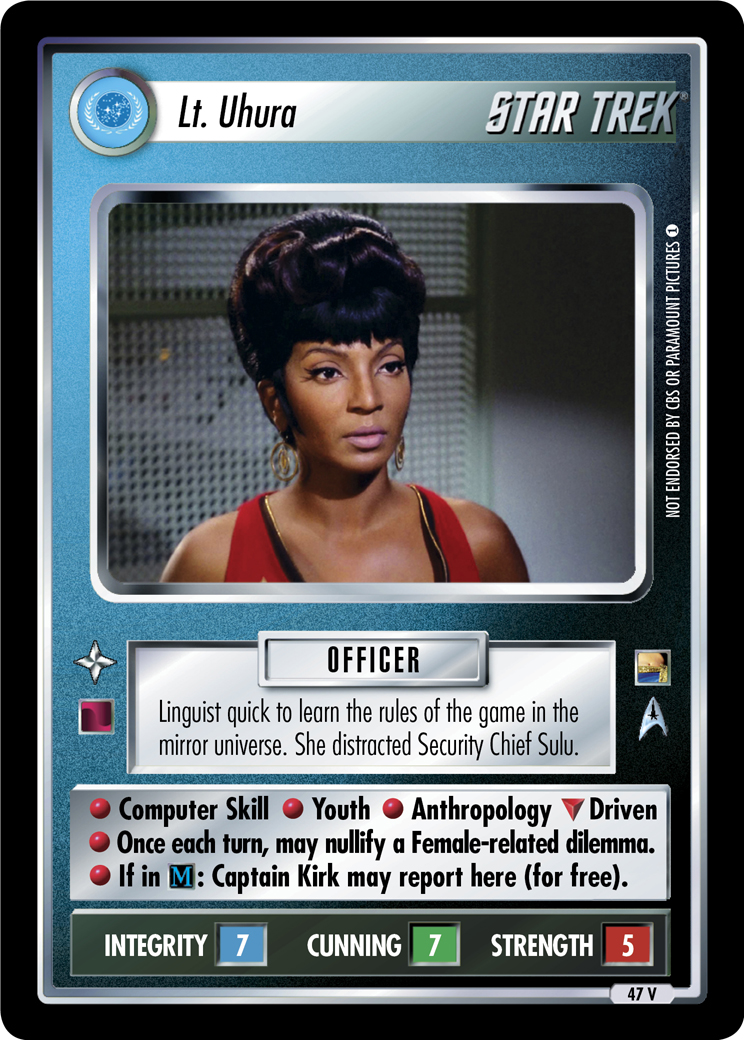 Lt. Uhura
STAR TREK®
NOT ENDORSED BY CBS OR PARAMOUNT PICTURES 1
OFFICER
Linguist quick to learn the rules of the game in the
mirror universe. She distracted Security Chief Sulu.
Computer Skill Youth Anthropology Driven
Once each turn, may nullify a Female-related dilemma.
If in M: Captain Kirk may report here (for free).
INTEGRITY 7 CUNNING 7 STRENGTH 5
47 V